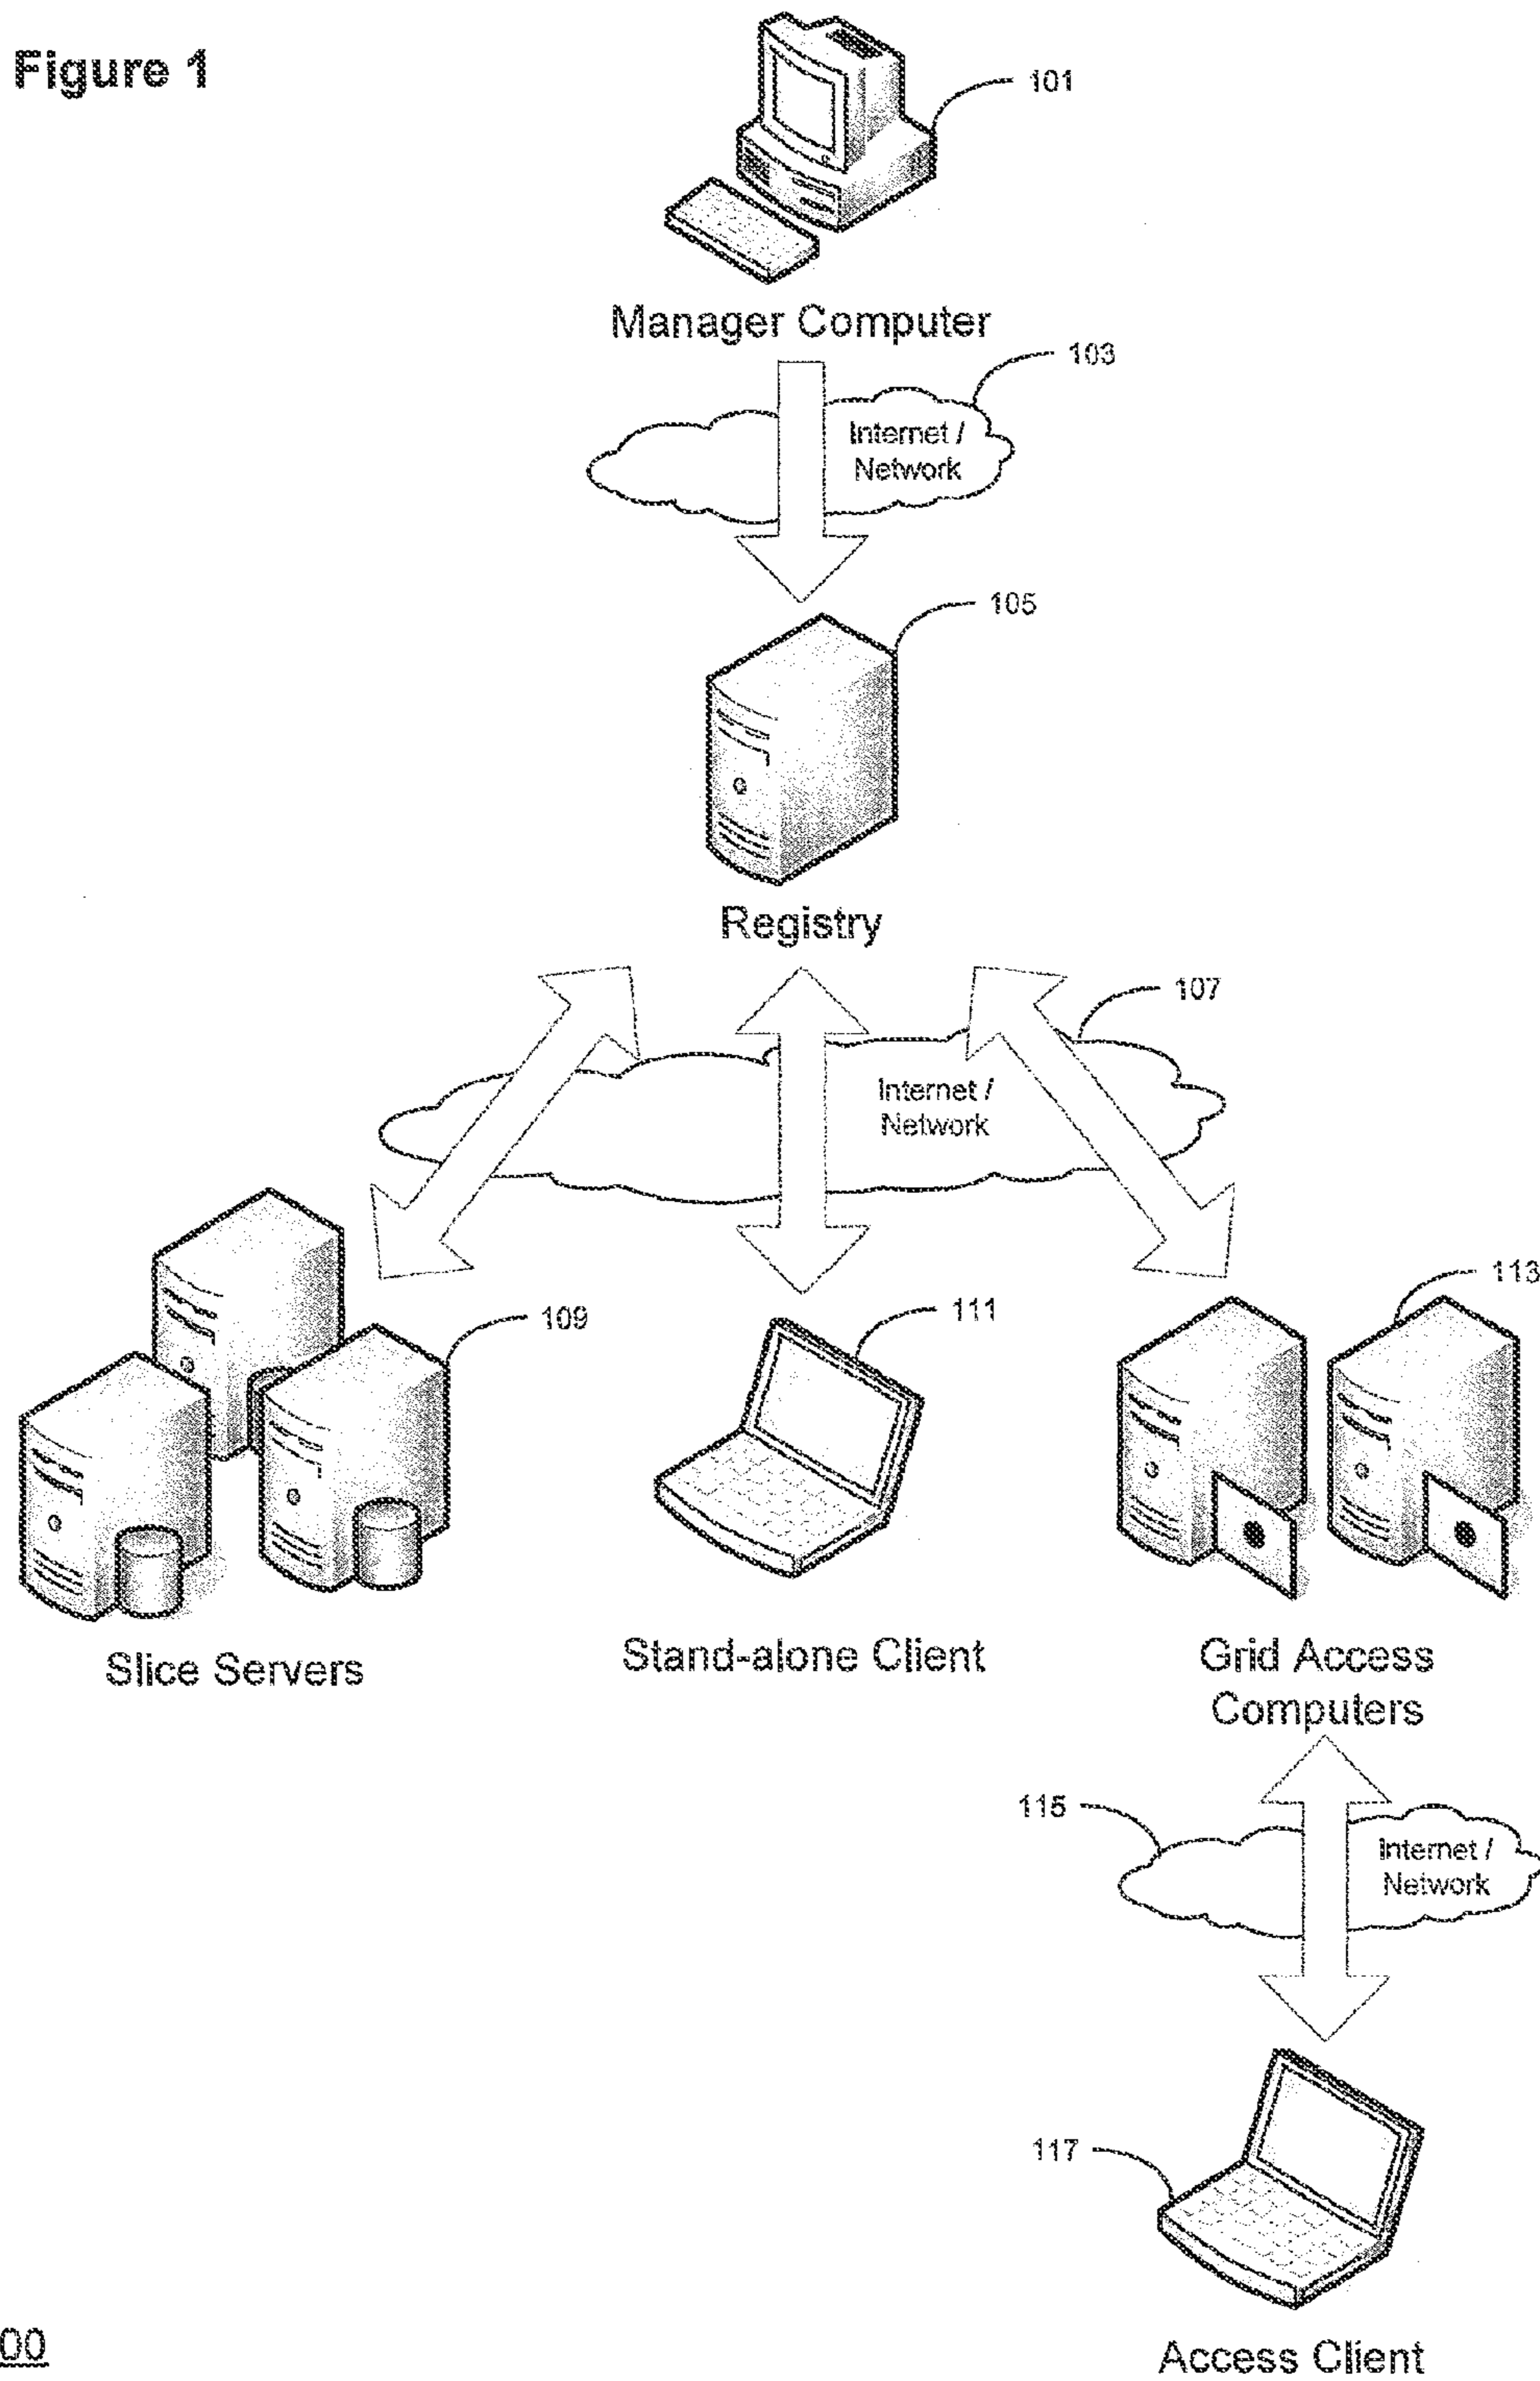 Figure 1
101
Manager Computer
103
Internet /
Network
105
Registry
107
Internet /
Network
109
111
113
Slice Servers
Stand-alone Client
Grid Access
Computers
115
Internet /
Network
117
00
Access Client